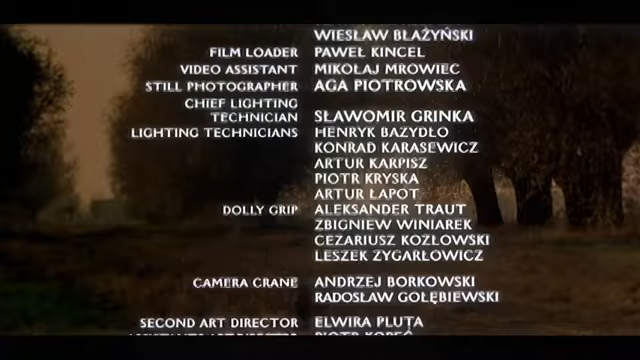 WIESŁAW BŁAŻYŃSKI
FILM LOADER PAWEŁ KINCEL
VIDEO ASSISTANT MIKOŁAJ MROWIEC
STILL PHOTOGRAPHER AGA PIOTROWSKA
CHIEF LIGHTING
TECHNICIAN SŁAWOMIR GRINKA
LIGHTING TECHNICIANS HENRYK BAZYDŁO
KONRAD KARASEWICZ
ARTUR KARPISZ
PIOTR KRYSKA
ARTUR ŁAPOT
DOLLY GRIP ALEKSANDER TRAUT
ZBIGNIEW WINIAREK
CEZARIUSZ KOZŁOWSKI
LESZEK ZYGARŁOWICZ
CAMERA CRANE ANDRZEJ BORKOWSKI
RADOSŁAW GOŁĘBIEWSKI
SECOND ART DIRECTOR ELWIRA PLUTA